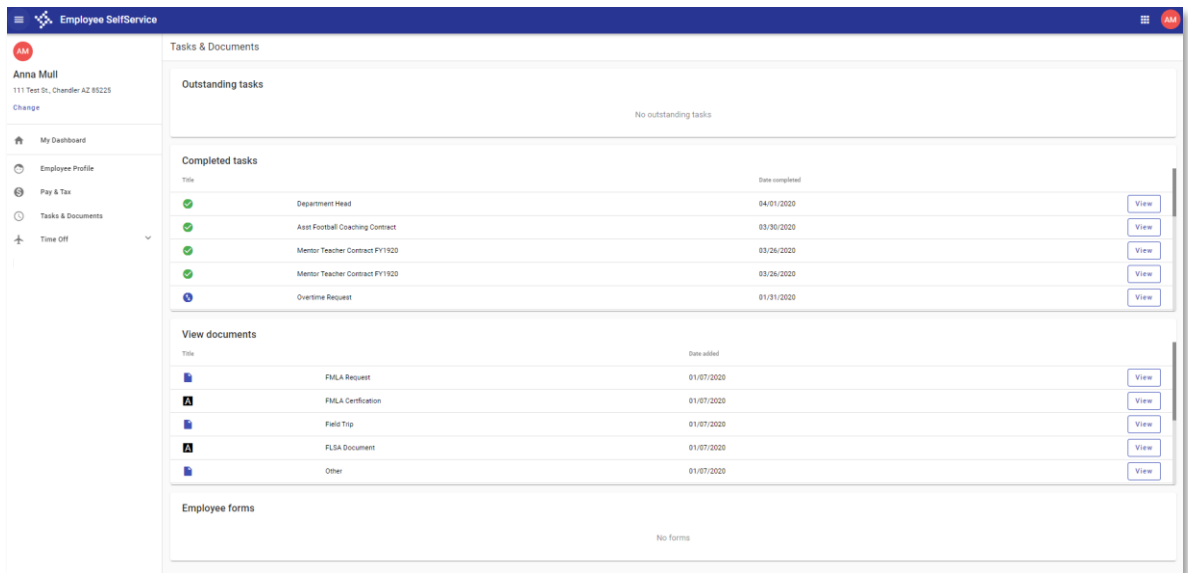 Employee SelfService
AM
AM
Anna Mull
111 Test St., Chandler AZ 85225
Change
My Dashboard
Employee Profile
Pay & Tax
Tasks & Documents
Time Off
Tasks & Documents
Outstanding tasks
No outstanding tasks
Completed tasks
Title Date completed
Department Head 04/01/2020 View
Asst Football Coaching Contract 03/30/2020 View
Mentor Teacher Contract FY1920 03/26/2020 View
Mentor Teacher Contract FY1920 03/26/2020 View
Overtime Request 01/31/2020 View
View documents
Title Date added
FMLA Request 01/07/2020 View
A FMLA Certfication 01/07/2020 View
Field Trip 01/07/2020 View
A FLSA Document 01/07/2020 View
Other 01/07/2020 View
Employee forms
No forms